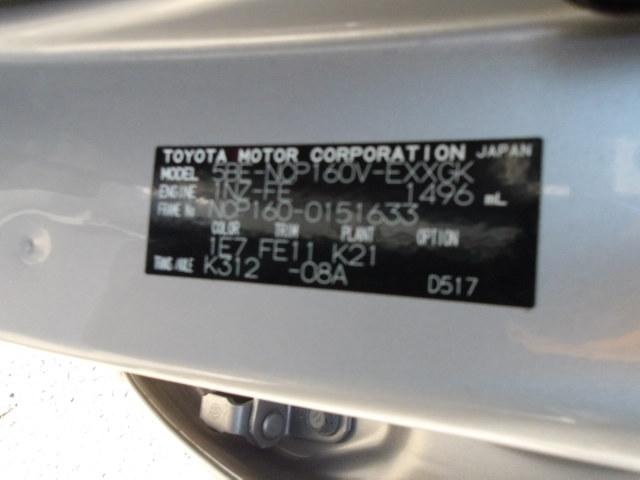 TOYOTA MOTOR CORPORATION JAPAN
MODEL 5BE-NCP160V-EXXGK
ENGINE 1NZ-FE 1496 mL
FRAME No NCP160-0151633
COLOR TRIM PLANT OPTION
1E7 FE11 K21
TRANS/AXLE K312 -08A D517